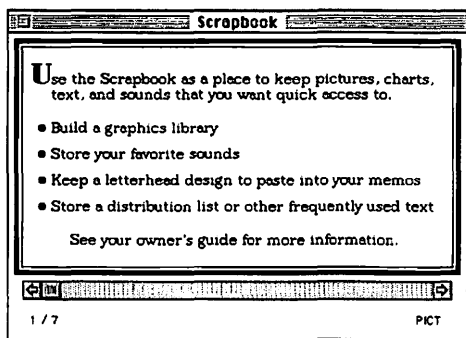 Scrapbook
Use the Scrapbook as a place to keep pictures, charts,
text, and sounds that you want quick access to.
• Build a graphics library
• Store your favorite sounds
• Keep a letterhead design to paste into your memos
• Store a distribution list or other frequently used text
See your owner's guide for more information.
1 / 7 PICT